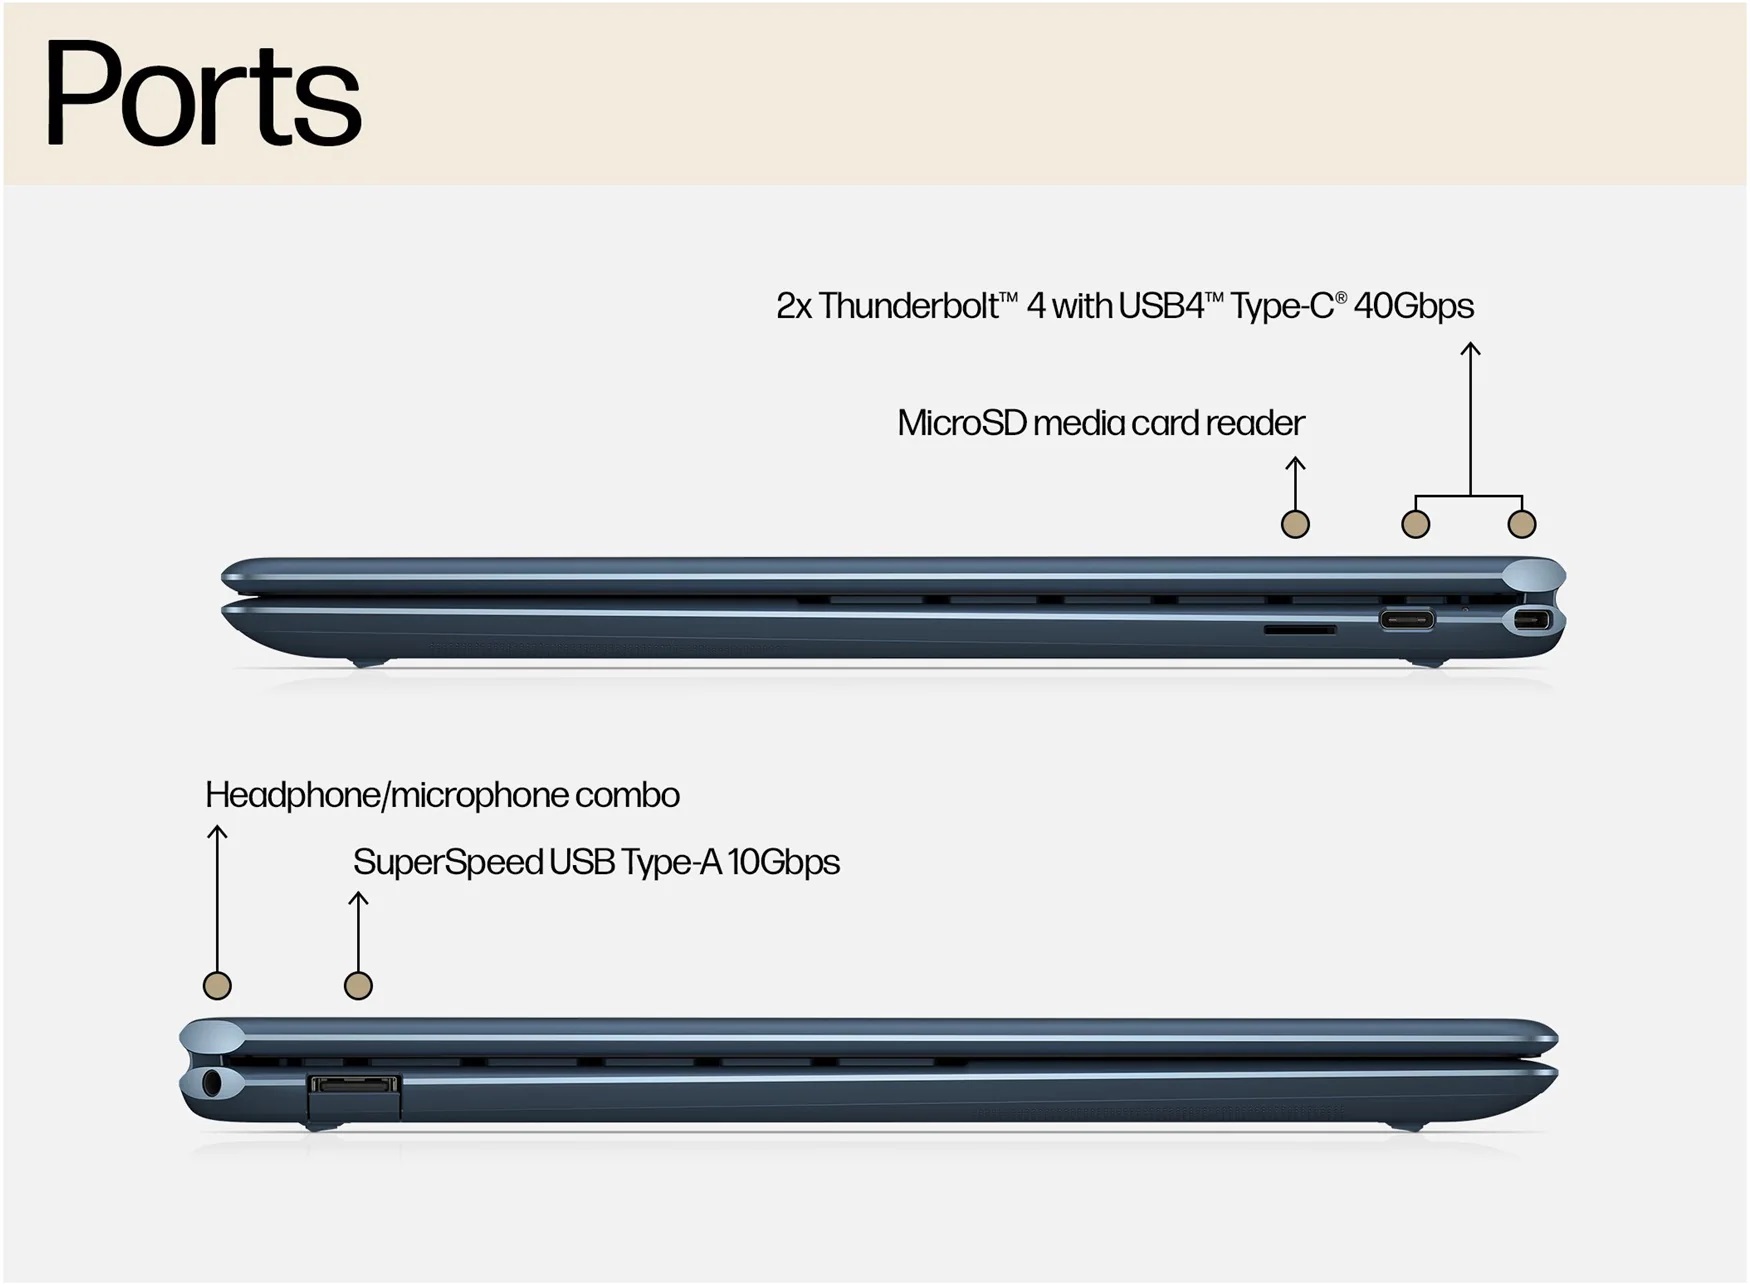 Ports
2x Thunderbolt™ 4 with USB4™ Type-C® 40Gbps
MicroSD media card reader
Headphone/microphone combo
SuperSpeed USB Type-A 10Gbps